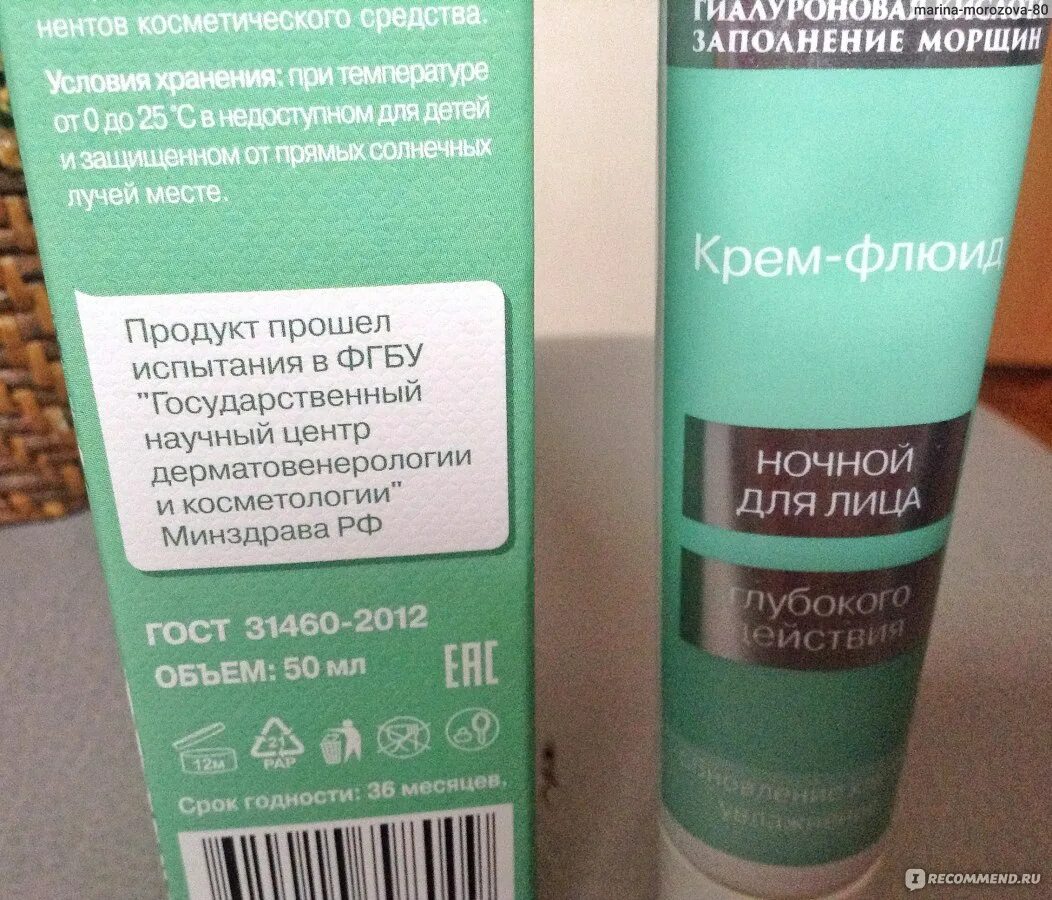 нентов косметического средства.
Условия хранения: при температуре
от 0 до 25 °С в недоступном для детей
и защищенном от прямых солнечных
лучей месте.
Продукт прошел
испытания в ФГБУ
"Государственный
научный центр
дерматовенерологии
и косметологии"
Минздрава РФ
ГОСТ 31460-2012
ОБЪЕМ: 50 мл
EAC
12м
21
PAP
Срок годности: 36 месяцев.
marina-morozova-80
ЗАПОЛНЕНИЕ МОРЩИН
Крем-флюид
НОЧНОЙ
ДЛЯ ЛИЦА
глубокого
действия
увлажнение
RECOMMEND.RU